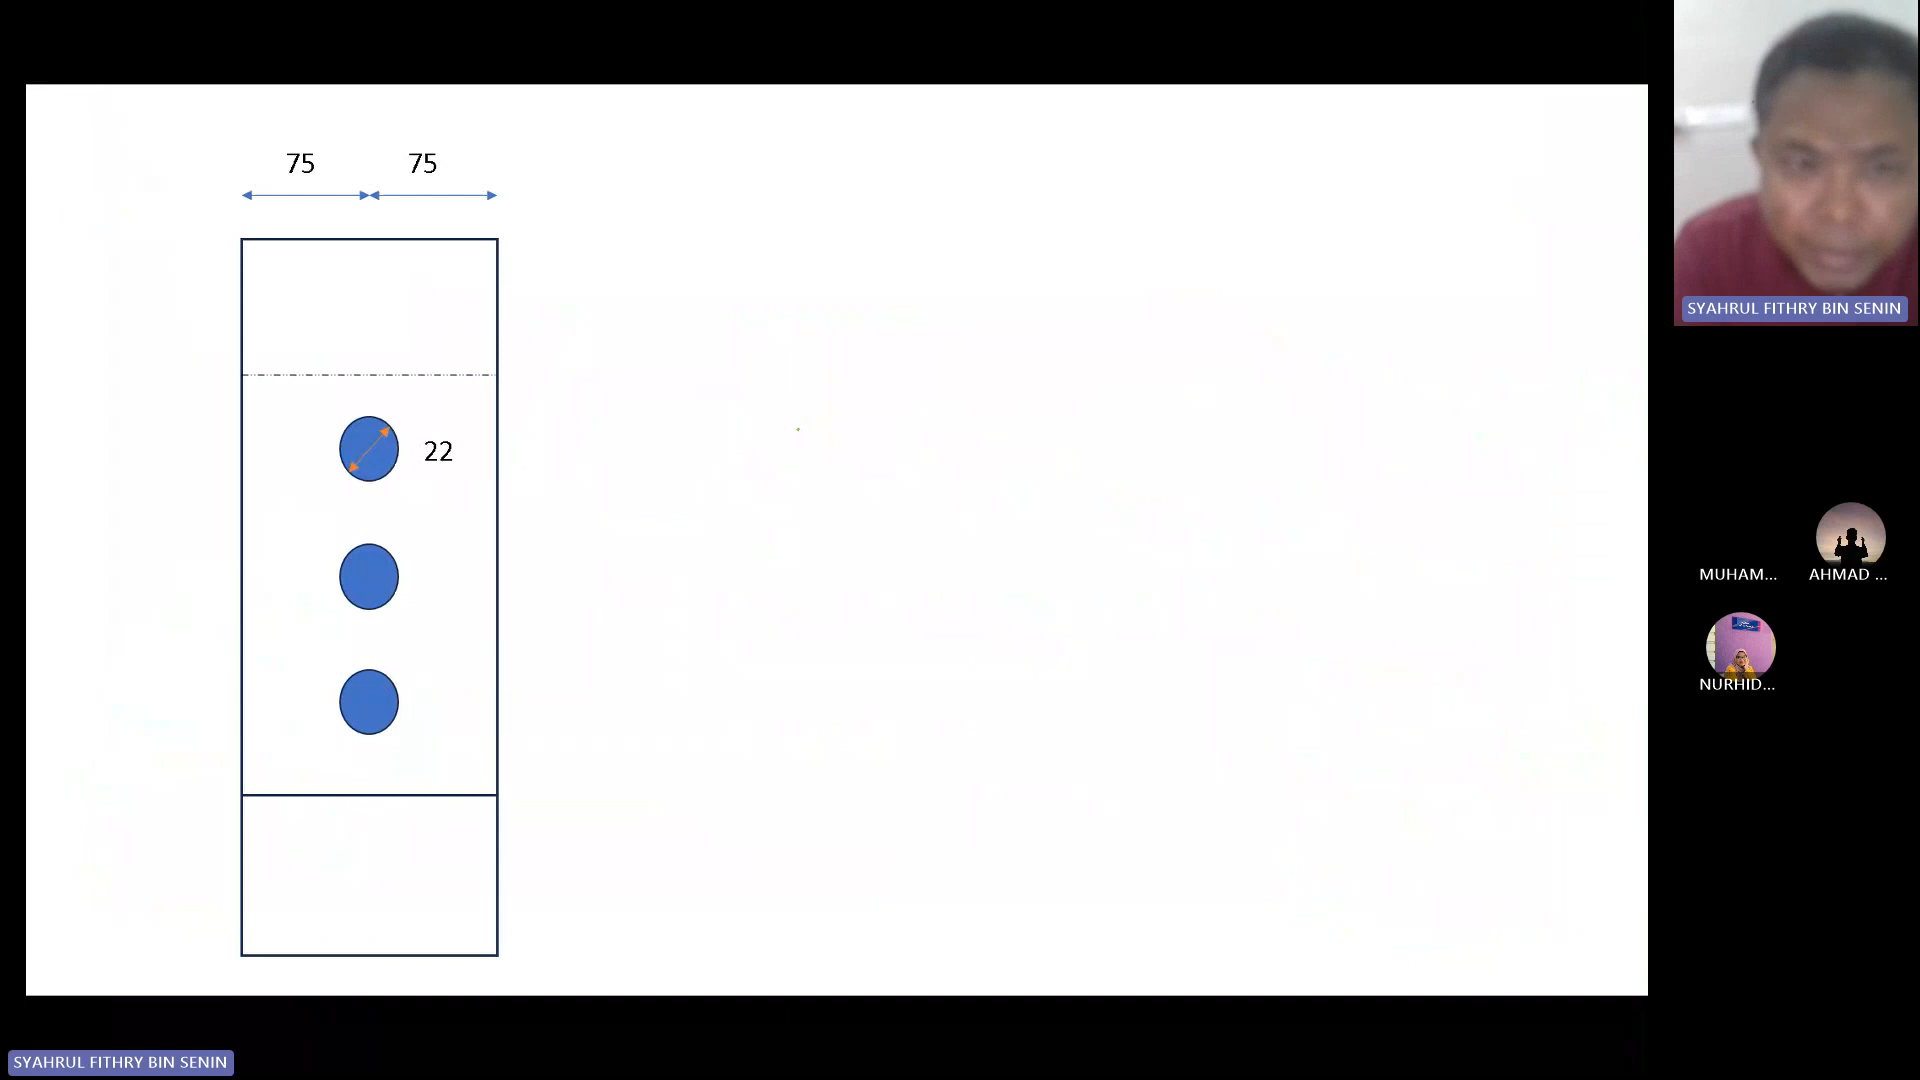 75 75
22
SYAHRUL FITHRY BIN SENIN
MUHAM... AHMAD ...
NURHID...
SYAHRUL FITHRY BIN SENIN